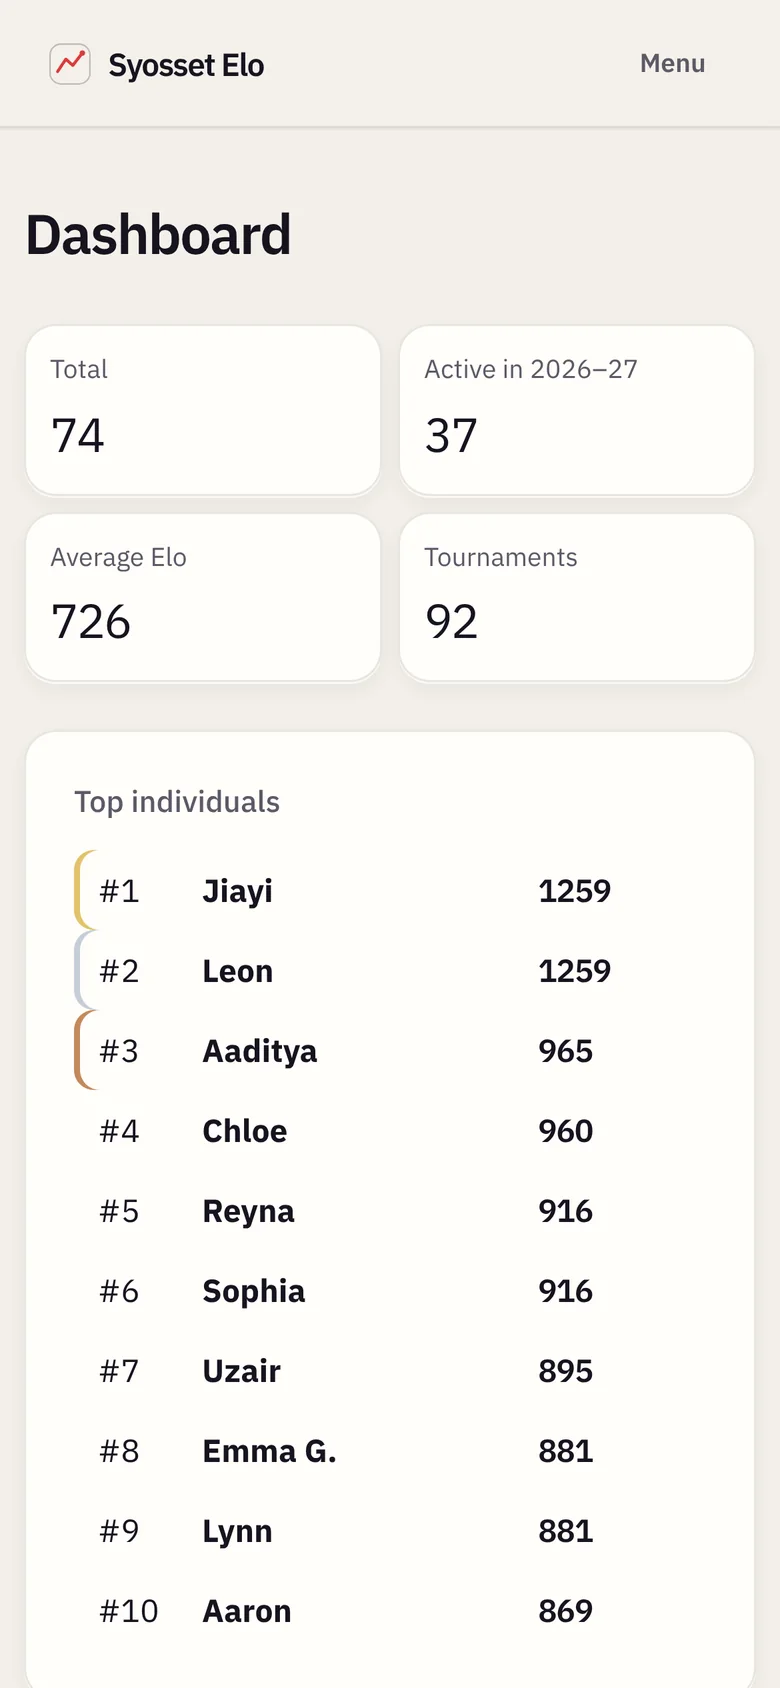 Syosset Elo
Menu
Dashboard
Total
74
Active in 2026–27
37
Average Elo
726
Tournaments
92
Top individuals
#1 Jiayi 1259
#2 Leon 1259
#3 Aaditya 965
#4 Chloe 960
#5 Reyna 916
#6 Sophia 916
#7 Uzair 895
#8 Emma G. 881
#9 Lynn 881
#10 Aaron 869